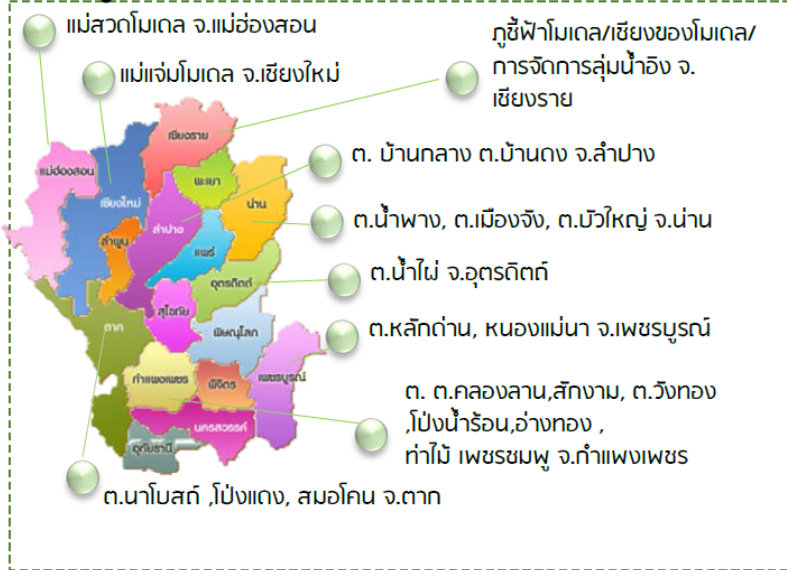 แม่สวดโมเดล จ.แม่ฮ่องสอน
แม่แจ่มโมเดล จ.เชียงใหม่
ภูชี้ฟ้าโมเดล/เชียงของโมเดล/
การจัดการลุ่มน้ำอิง จ.
เชียงราย
ต. บ้านกลาง ต.บ้านดง จ.ลำปาง
ต.น้ำพาง, ต.เมืองจัง, ต.บัวใหญ่ จ.น่าน
ต.น้ำไผ่ จ.อุตรดิตถ์
ต.หลักด่าน, หนองแม่นา จ.เพชรบูรณ์
ต. ต.คลองลาน,สักงาม, ต.วังทอง
,โป่งน้ำร้อน,อ่างทอง ,
ท่าไม้ เพชรชมพู จ.กำแพงเพชร
ต.นาโบสถ์ ,โป่งแดง, สมอโคน จ.ตาก
เชียงราย
แม่ฮ่องสอน
พะเยา
เชียงใหม่
น่าน
ลำปาง
ลำพูน
แพร่
อุตรดิตถ์
สุโขทัย
ตาก
พิษณุโลก
กำแพงเพชร
พิจิตร
เพชรบูรณ์
นครสวรรค์
อุทัยธานี